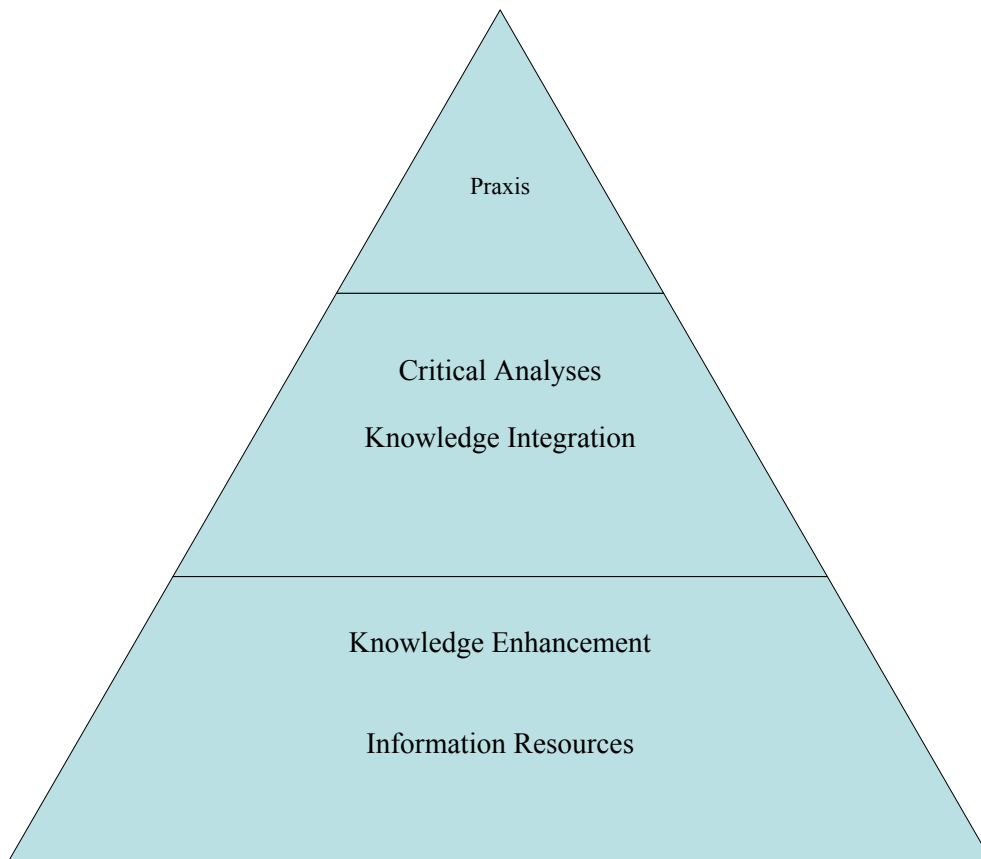 Praxis
Critical Analyses
Knowledge Integration
Knowledge Enhancement
Information Resources